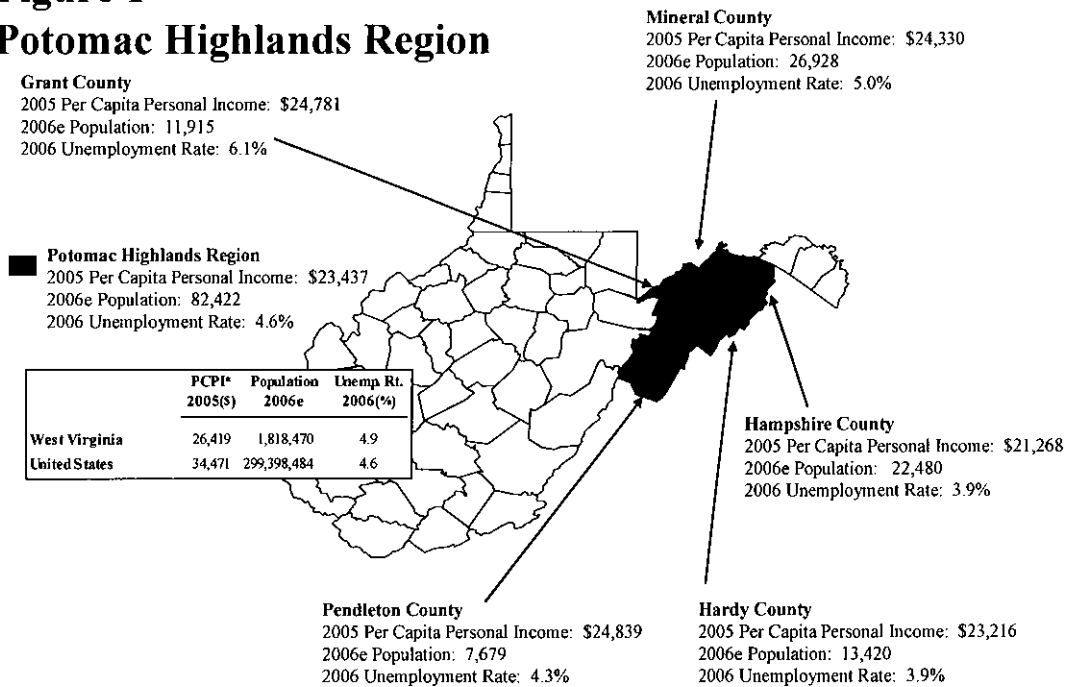 Potomac Highlands Region
Mineral County
2005 Per Capita Personal Income: $24,330
2006e Population: 26,928
2006 Unemployment Rate: 5.0%
Grant County
2005 Per Capita Personal Income: $24,781
2006e Population: 11,915
2006 Unemployment Rate: 6.1%
Potomac Highlands Region
2005 Per Capita Personal Income: $23,437
2006e Population: 82,422
2006 Unemployment Rate: 4.6%
PCPI* Population Unemp. Rt.
2005($) 2006e 2006(%)
West Virginia 26,419 1,818,470 4.9
United States 34,471 299,398,484 4.6
Hampshire County
2005 Per Capita Personal Income: $21,268
2006e Population: 22,480
2006 Unemployment Rate: 3.9%
Pendleton County
2005 Per Capita Personal Income: $24,839
2006e Population: 7,679
2006 Unemployment Rate: 4.3%
Hardy County
2005 Per Capita Personal Income: $23,216
2006e Population: 13,420
2006 Unemployment Rate: 3.9%